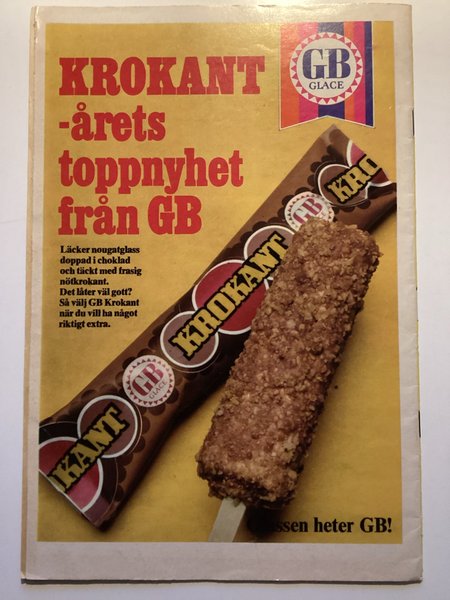 KROKANT
-årets
toppnyhet
från GB
GB
GLACE
Läcker nougatglass
doppad i choklad
och täckt med frasig
nötkrokant.
Det låter väl gott?
Så välj GB Krokant
när du vill ha något
riktigt extra.
KRO
GB
KROKANT
GB
GLACE
KANT
heter GB!